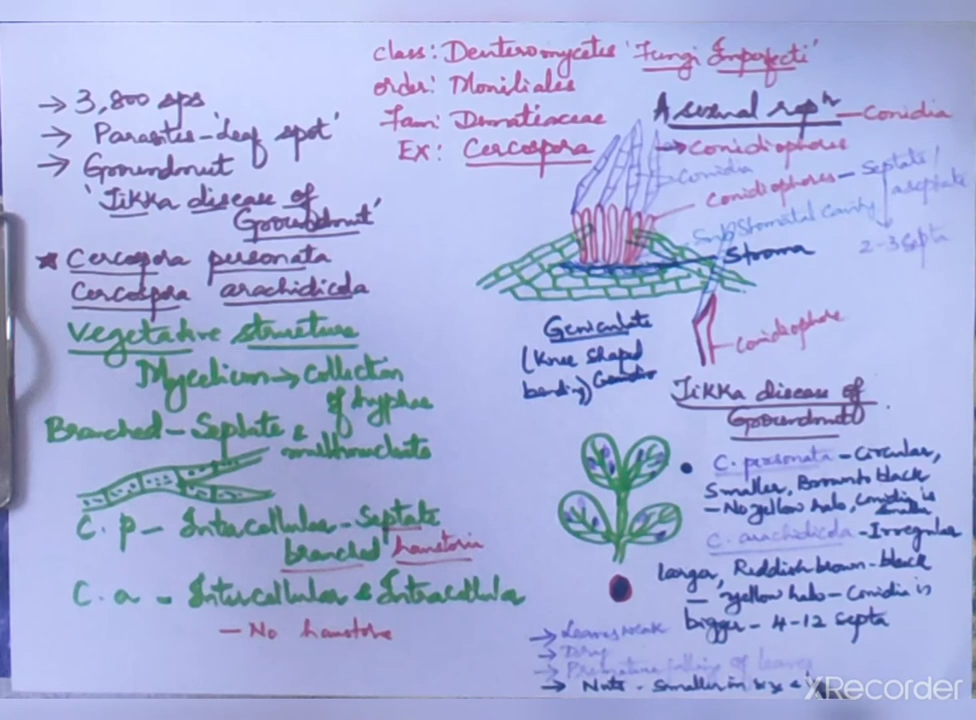 class: Deuteromycetes 'Fungi Imperfecti'
order: Moniliales
Fam: Dematiaceae
Ex: Cercospora
→ 3,800 sps
→ Parasites - 'Leaf spot'
→ Groundnut
'Tikka disease of
Groundnut'
* Cercospora personata
Cercospora arachidicola
Vegetative structure
Mycelium → collection
of hyphae
Branched - Septate &
multinucleate
C. p - Intercellular - Septate
branched haustoria
C. a - Intercellular & Intracellular
- No haustoria
Asexual repn - Conidia
→ Conidiophores
Conidia
Conidiophores - Septate /
aseptate
Sub Stomatal cavity
2-3 Septa
Stroma
Geniculate
(Knee shaped
bending)
Conidiophore
Tikka disease of
Groundnut
C. personata - Circular,
Smaller, Brown to black
- No yellow halo, Conidia is
smaller
C. arachidicola - Irregular
larger, Reddish brown - black
- yellow halo - Conidia is
bigger - 4-12 Septa
→ Leaves weak
→ Dry
→ Premature falling of leaves
→ Nuts - Smaller in size &
XRecorder